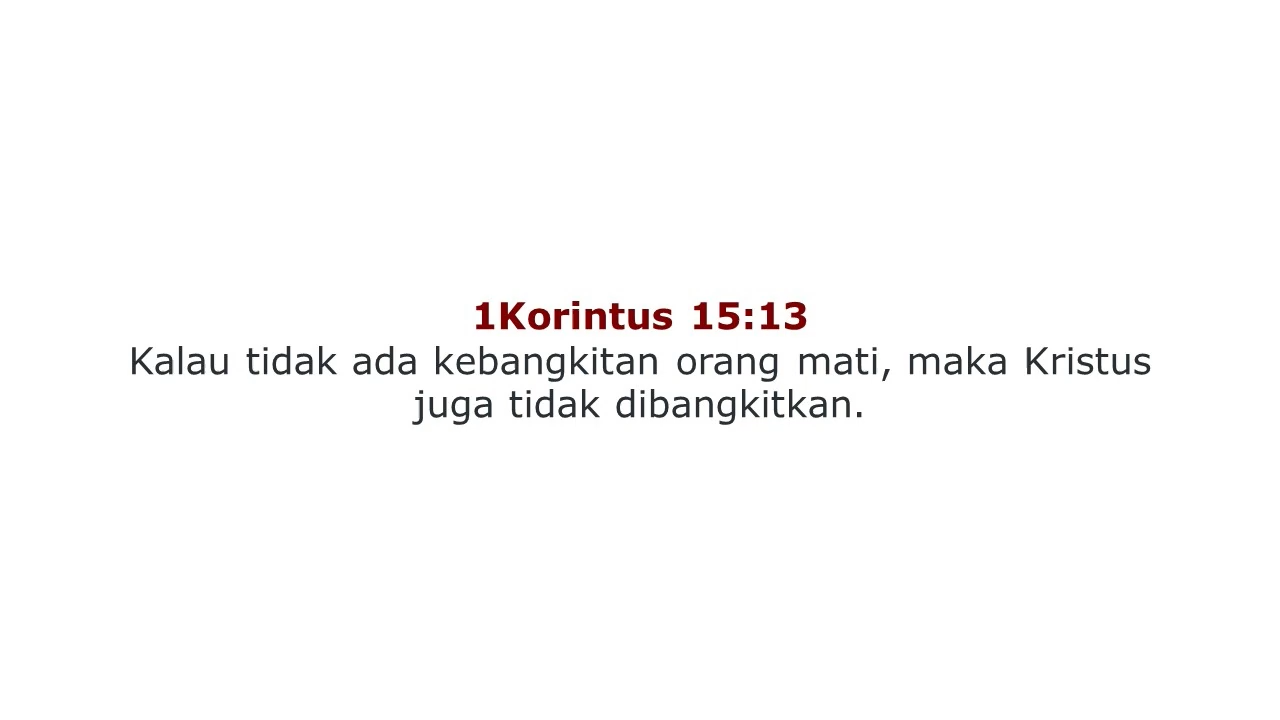 1Korintus 15:13
Kalau tidak ada kebangkitan orang mati, maka Kristus
juga tidak dibangkitkan.